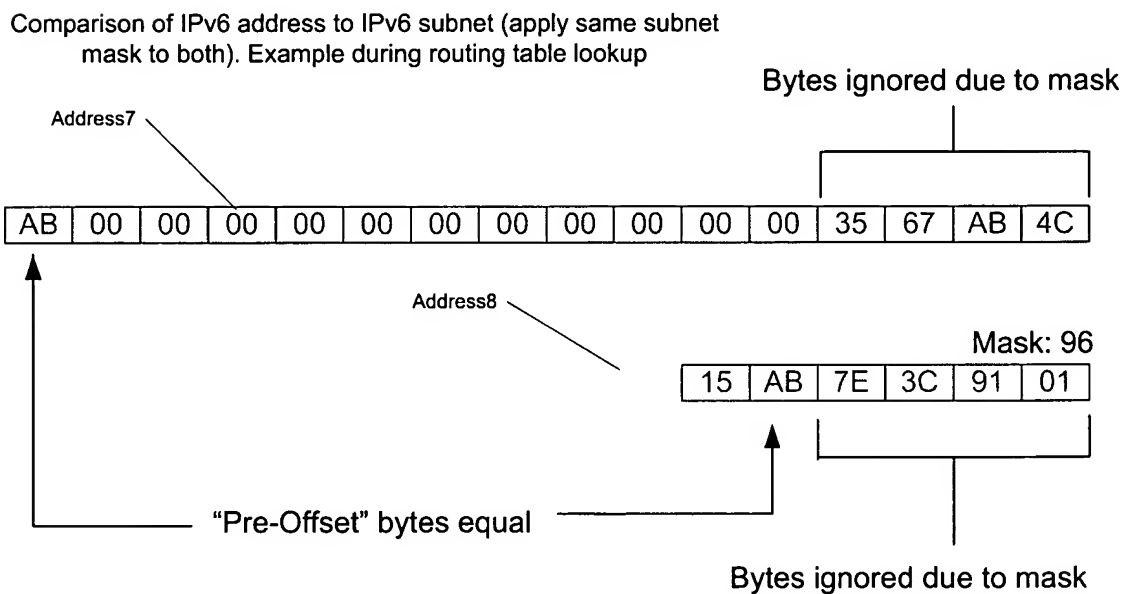 Comparison of IPv6 address to IPv6 subnet (apply same subnet
mask to both). Example during routing table lookup
Bytes ignored due to mask
Address7
AB 00 00 00 00 00 00 00 00 00 00 00 35 67 AB 4C
Address8
Mask: 96
15 AB 7E 3C 91 01
“Pre-Offset” bytes equal
Bytes ignored due to mask